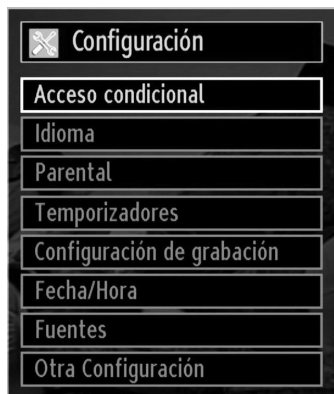 Configuración
Acceso condicional
Idioma
Parental
Temporizadores
Configuración de grabación
Fecha/Hora
Fuentes
Otra Configuración